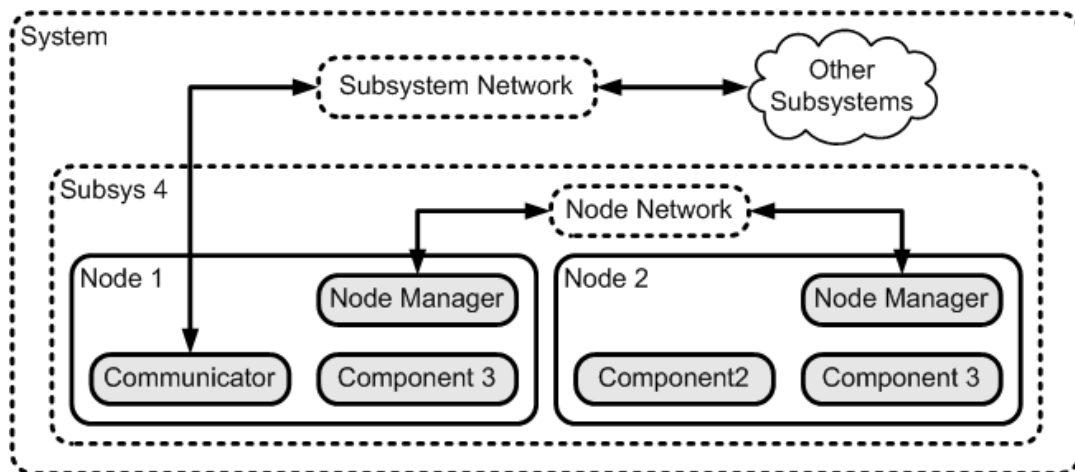 System
Subsystem Network
Other
Subsystems
Subsys 4
Node Network
Node 1
Node Manager
Communicator
Component 3
Node 2
Node Manager
Component2
Component 3